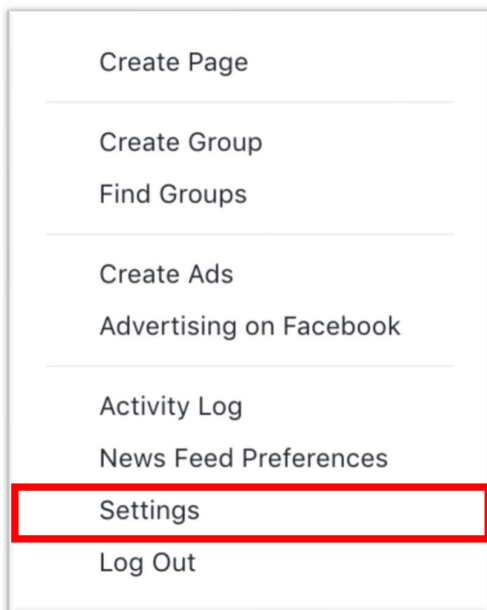 Create Page
Create Group
Find Groups
Create Ads
Advertising on Facebook
Activity Log
News Feed Preferences
Settings
Log Out